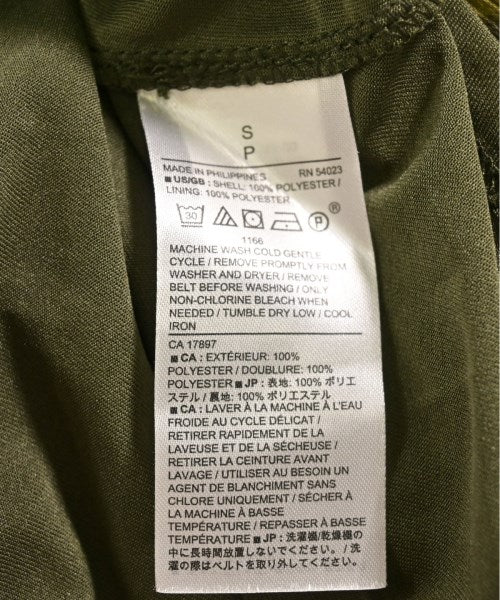 S
P
MADE IN PHILIPPINES RN 54023
■ US/GB : SHELL: 100% POLYESTER /
LINING: 100% POLYESTER
30 P ®
1166
MACHINE WASH COLD GENTLE
CYCLE / REMOVE PROMPTLY FROM
WASHER AND DRYER / REMOVE
BELT BEFORE WASHING / ONLY
NON-CHLORINE BLEACH WHEN
NEEDED / TUMBLE DRY LOW / COOL
IRON
CA 17897
■ CA : EXTÉRIEUR: 100%
POLYESTER / DOUBLURE: 100%
POLYESTER ■ JP : 表地: 100% ポリエ
ステル / 裏地: 100% ポリエステル
■ CA : LAVER À LA MACHINE À L'EAU
FROIDE AU CYCLE DÉLICAT /
RETIRER RAPIDEMENT DE LA
LAVEUSE ET DE LA SÉCHEUSE /
RETIRER LA CEINTURE AVANT
LAVAGE / UTILISER AU BESOIN UN
AGENT DE BLANCHIMENT SANS
CHLORE UNIQUEMENT / SÉCHER À
LA MACHINE À BASSE
TEMPÉRATURE / REPASSER À BASSE
TEMPÉRATURE ■ JP : 洗濯機/乾燥機の
中に長時間放置しないでください / 洗
濯の際はベルトを取り外してください.